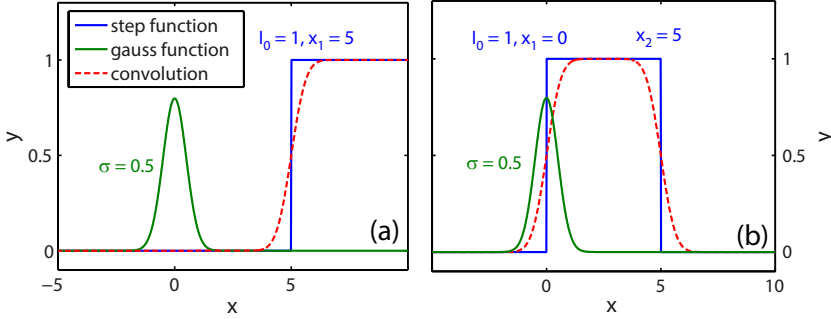 step function
gauss function
convolution
I₀ = 1, x₁ = 5
σ = 0.5
(a)
y
1
0.5
0
−5
0
5
x
I₀ = 1, x₁ = 0
x₂ = 5
σ = 0.5
(b)
1
0.5
0
y
0
5
10
x